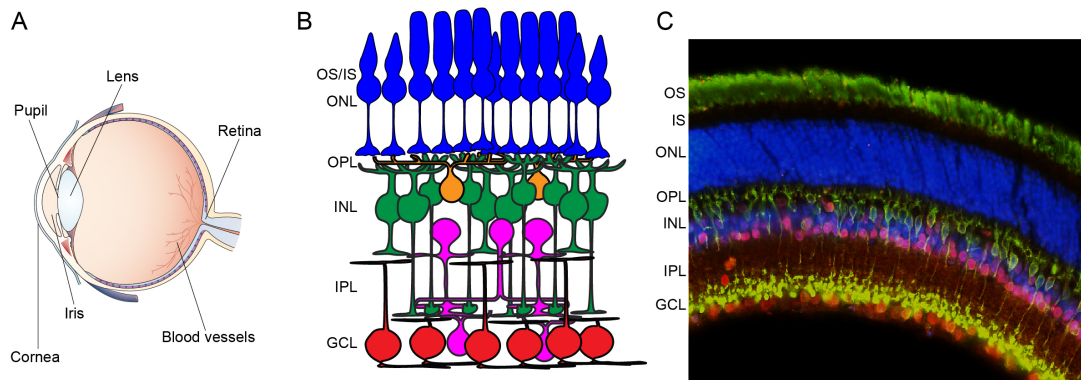 A
Lens
Pupil
Retina
Iris
Blood vessels
Cornea
B
OS/IS
ONL
OPL
INL
IPL
GCL
C
OS
IS
ONL
OPL
INL
IPL
GCL